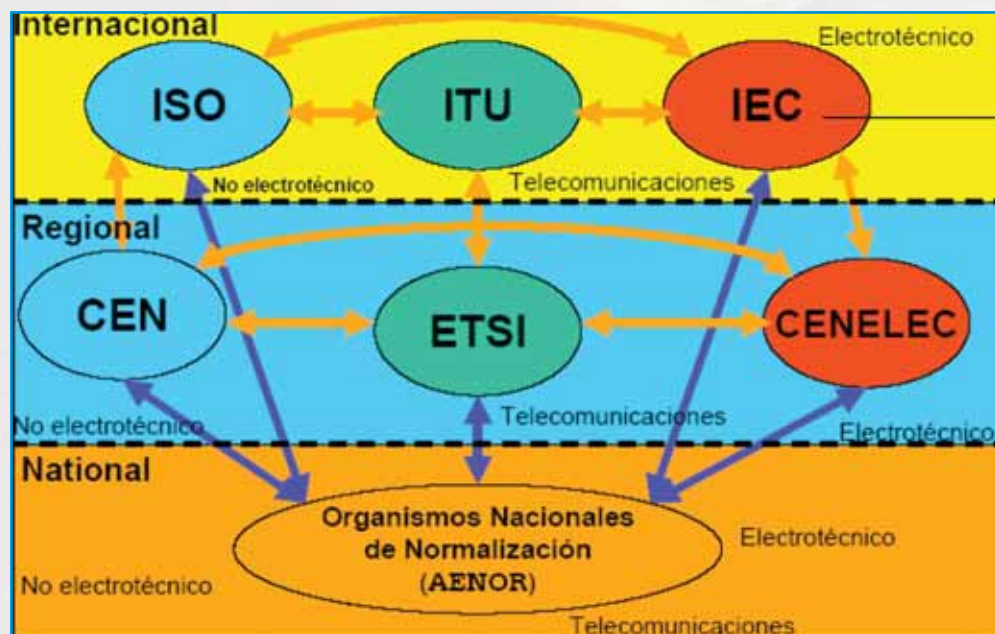 Internacional
Electrotécnico
ISO
ITU
IEC
No electrotécnico
Telecomunicaciones
Regional
CEN
ETSI
CENELEC
No electrotécnico
Telecomunicaciones
Electrotécnico
National
Organismos Nacionales
de Normalización
(AENOR)
Electrotécnico
No electrotécnico
Telecomunicaciones